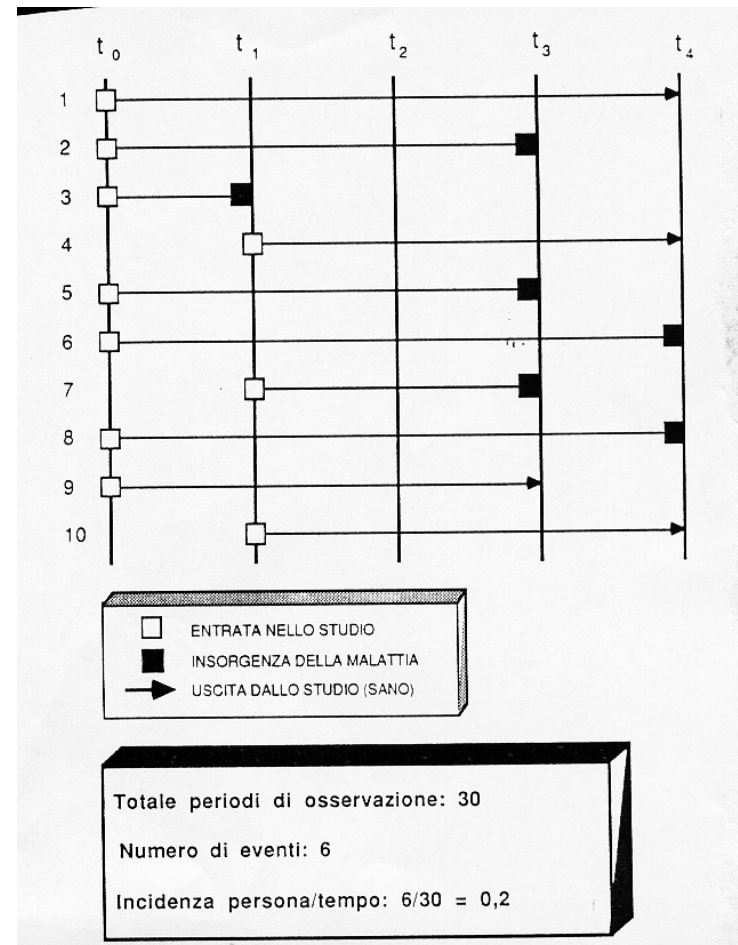 t0 t1 t2 t3 t4
1
2
3
4
5
6
7
8
9
10
ENTRATA NELLO STUDIO
INSORGENZA DELLA MALATTIA
USCITA DALLO STUDIO (SANO)
Totale periodi di osservazione: 30
Numero di eventi: 6
Incidenza persona/tempo: 6/30 = 0,2